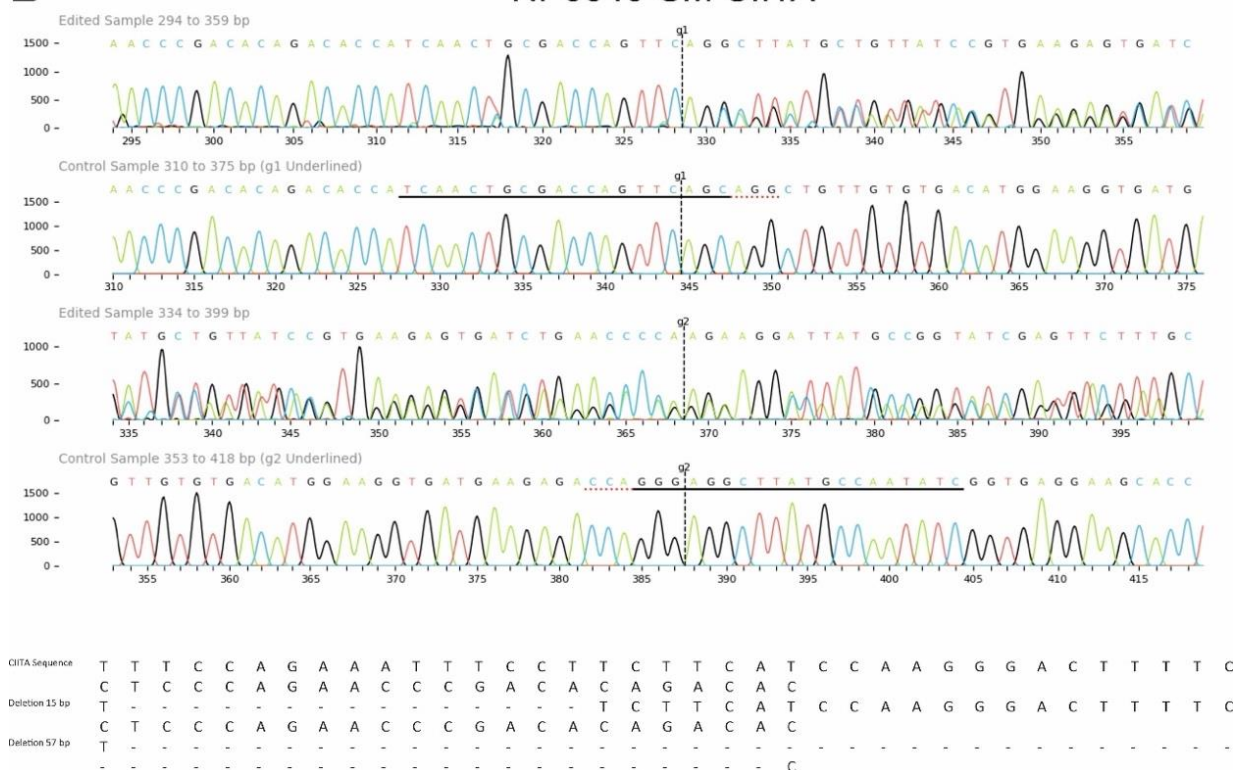 Edited Sample 294 to 359 bp
g1
A A C C C G A C A C A G A C A C C A T C A A C T G C G A C C A G T T C A G G C T T A T G C T G T T A T C C G T G A A G A G T G A T C
1500
1000
500
0
295 300 305 310 315 320 325 330 335 340 345 350 355
Control Sample 310 to 375 bp (g1 Underlined)
g1
A A C C C G A C A C A G A C A C C A T C A A C T G C G A C C A G T T C A G C A G G C T G T T G T G T G A C A T G G A A G G T G A T G
1500
1000
500
0
310 315 320 325 330 335 340 345 350 355 360 365 370 375
Edited Sample 334 to 399 bp
g2
T A T G C T G T T A T C C G T G A A G A G T G A T C T G A A C C C C A A G A A G G A T T A T G C C G G T A T C G A G T T C T T T G C
1000
500
0
335 340 345 350 355 360 365 370 375 380 385 390 395
Control Sample 353 to 418 bp (g2 Underlined)
g2
G T T G T G T G A C A T G G A A G G T G A T G A A G A G A C C A G G G A G G C T T A T G C C A A T A T C G G T G A G G A A G C A C C
1500
1000
500
0
355 360 365 370 375 380 385 390 395 400 405 410 415
CIITA Sequence T T T C C A G A A A T T T C C T T C T T C A T C C A A G G G A C T T T T C
C T C C C A G A A C C C G A C A C A G A C A C
Deletion 15 bp T - - - - - - - - - - - - - - - T C T T C A T C C A A G G G A C T T T T C
C T C C C A G A A C C C G A C A C A G A C A C
Deletion 57 bp T - - - - - - - - - - - - - - - - - - - - - - - - - - - - - - - - - - - -
- - - - - - - - - - - - - - - - - - - - - - C